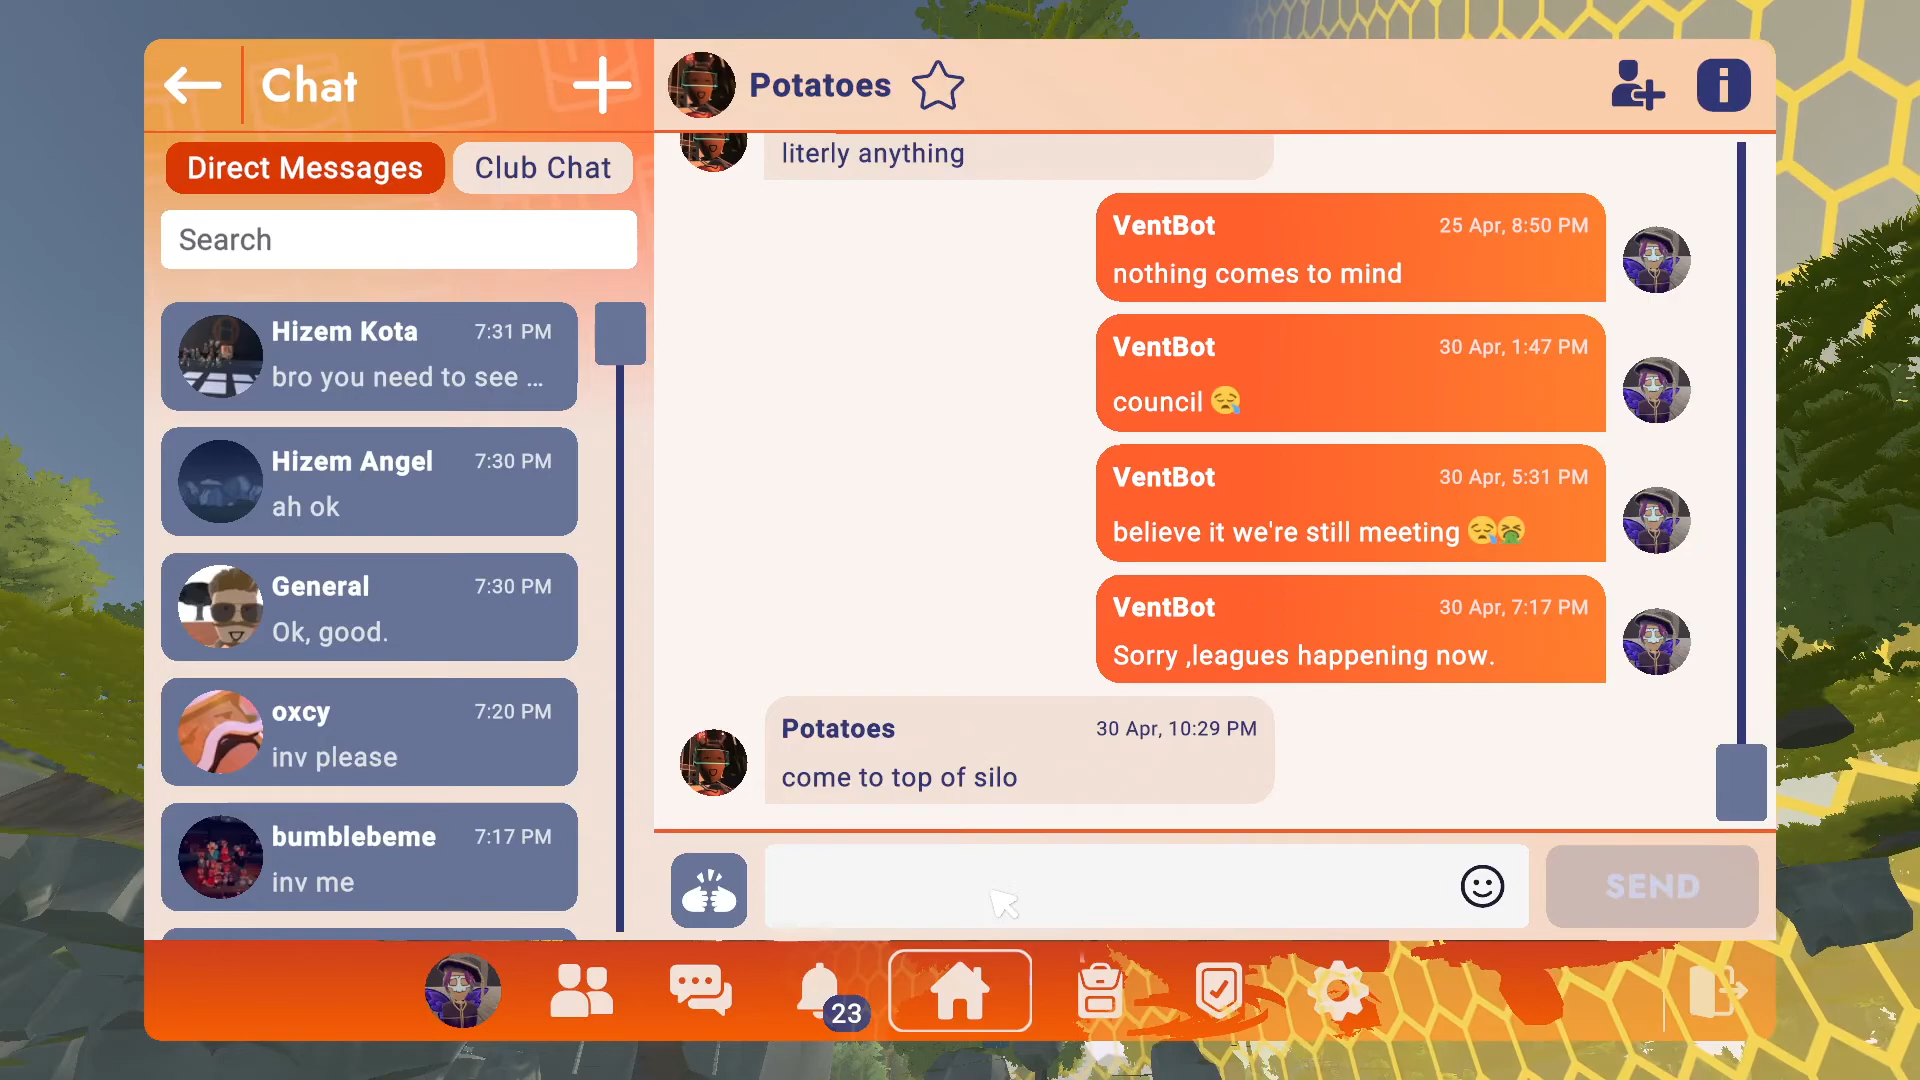 Chat
Direct Messages
Club Chat
Search
Hizem Kota 7:31 PM
bro you need to see ...
Hizem Angel 7:30 PM
ah ok
General 7:30 PM
Ok, good.
oxcy 7:20 PM
inv please
bumblebeme 7:17 PM
inv me
Potatoes
literly anything
VentBot 25 Apr, 8:50 PM
nothing comes to mind
VentBot 30 Apr, 1:47 PM
council 😪
VentBot 30 Apr, 5:31 PM
believe it we're still meeting 😪🤮
VentBot 30 Apr, 7:17 PM
Sorry ,leagues happening now.
Potatoes 30 Apr, 10:29 PM
come to top of silo
SEND
23